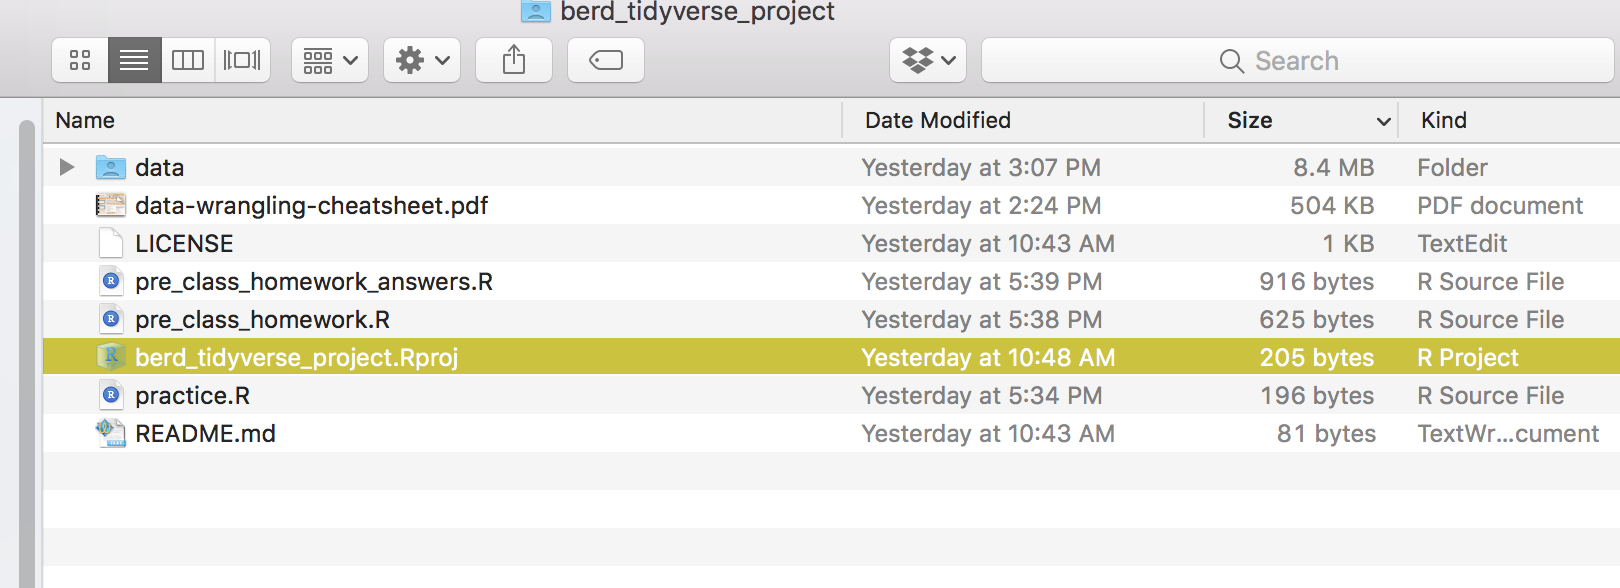 berd_tidyverse_project
Search
Name Date Modified Size Kind
data Yesterday at 3:07 PM 8.4 MB Folder
data-wrangling-cheatsheet.pdf Yesterday at 2:24 PM 504 KB PDF document
LICENSE Yesterday at 10:43 AM 1 KB TextEdit
pre_class_homework_answers.R Yesterday at 5:39 PM 916 bytes R Source File
pre_class_homework.R Yesterday at 5:38 PM 625 bytes R Source File
berd_tidyverse_project.Rproj Yesterday at 10:48 AM 205 bytes R Project
practice.R Yesterday at 5:34 PM 196 bytes R Source File
README.md Yesterday at 10:43 AM 81 bytes TextWr...cument